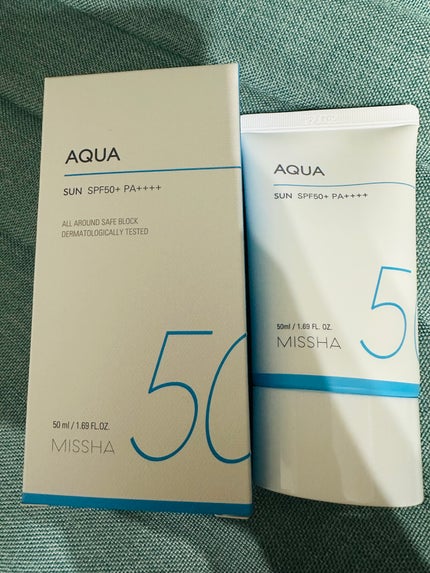 AQUA
SUN SPF50+ PA++++
ALL AROUND SAFE BLOCK
DERMATOLOGICALLY TESTED
50
50 ml / 1.69 FL.OZ.
MISSHA
AQUA
SUN SPF50+ PA++++
5
50ml / 1.69 FL. OZ.
MISSHA